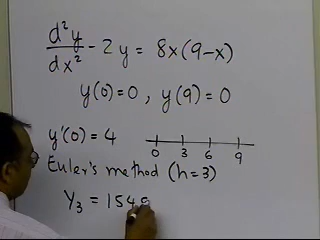 d²y/dx² - 2y = 8x(9-x)
y(0)=0, y(9)=0
y'(0)=4
0 3 6 9
Euler's method (h=3)
Y₃ = 154